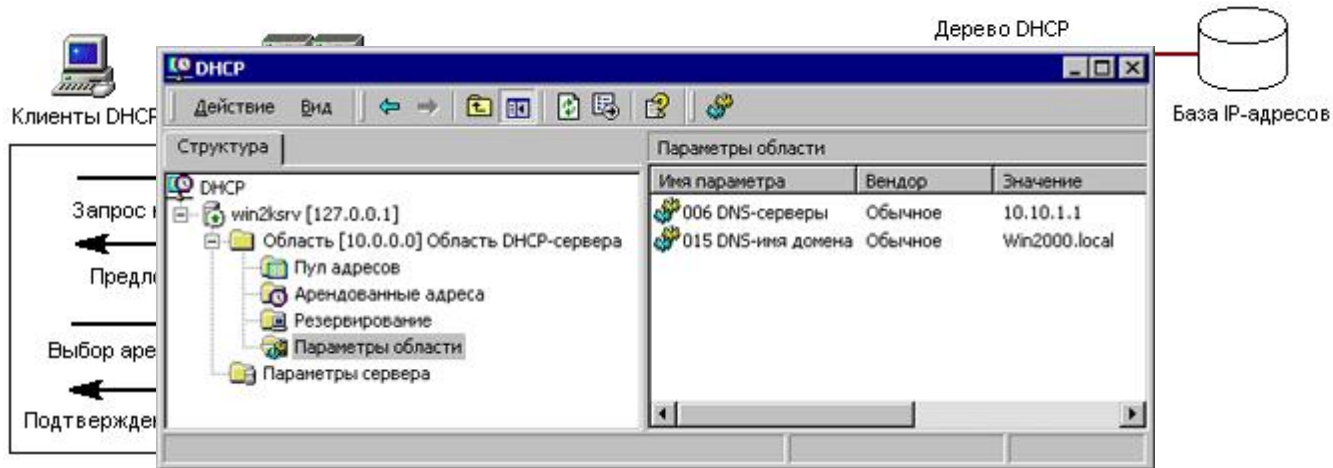 Дерево DHCP
Клиенты DHCP
База IP-адресов
DHCP
Действие Вид
Структура
DHCP
win2ksrv [127.0.0.1]
Область [10.0.0.0] Область DHCP-сервера
Пул адресов
Арендованные адреса
Резервирование
Параметры области
Параметры сервера
Параметры области
Имя параметра Вендор Значение
006 DNS-серверы Обычное 10.10.1.1
015 DNS-имя домена Обычное Win2000.local
Запрос
Выбор